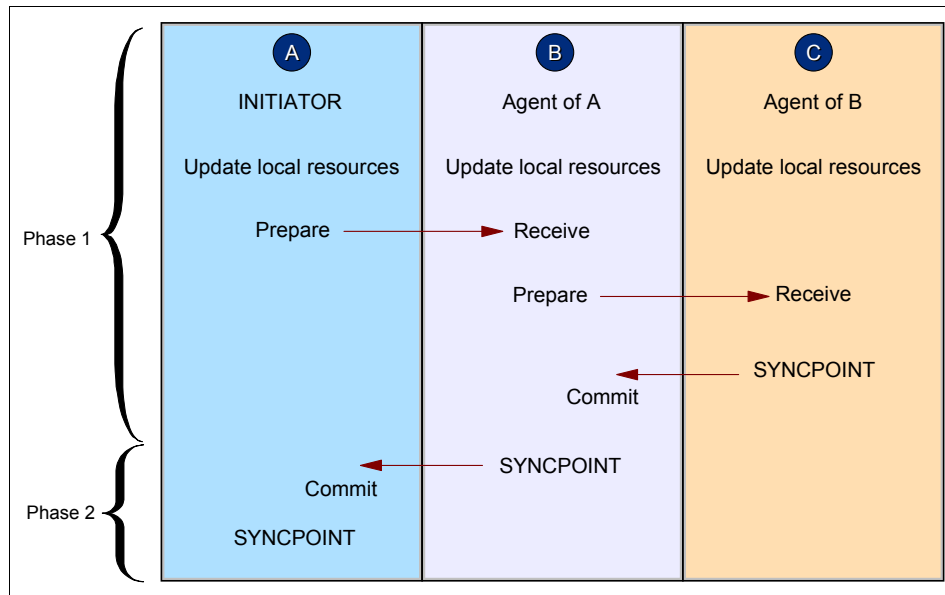 A
B
C
INITIATOR
Agent of A
Agent of B
Update local resources
Update local resources
Update local resources
Phase 1
Prepare
Receive
Prepare
Receive
SYNCPOINT
Commit
SYNCPOINT
Commit
Phase 2
SYNCPOINT